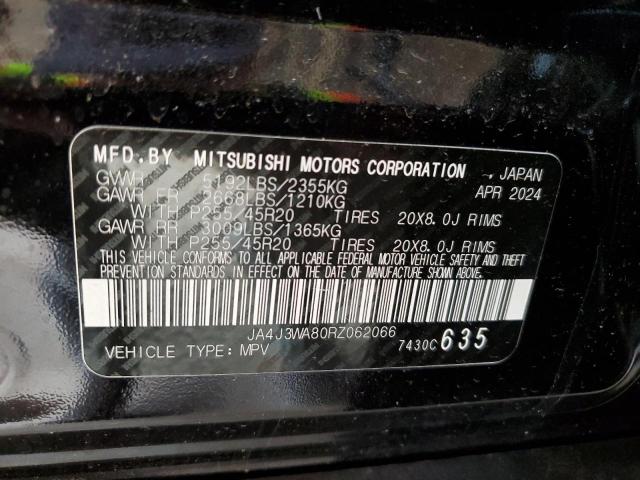 MFD.BY MITSUBISHI MOTORS CORPORATION JAPAN
GVWR 5192LBS/2355KG APR 2024
GAWR FR 2668LBS/1210KG
WITH P255/45R20 TIRES 20X8.0J RIMS
GAWR RR 3009LBS/1365KG
WITH P255/45R20 TIRES 20X8.0J RIMS
THIS VEHICLE CONFORMS TO ALL APPLICABLE FEDERAL MOTOR VEHICLE SAFETY AND THEFT
PREVENTION STANDARDS IN EFFECT ON THE DATE OF MANUFACTURE SHOWN ABOVE.
JA4J3WA80RZ062066
VEHICLE TYPE: MPV 7430C 635